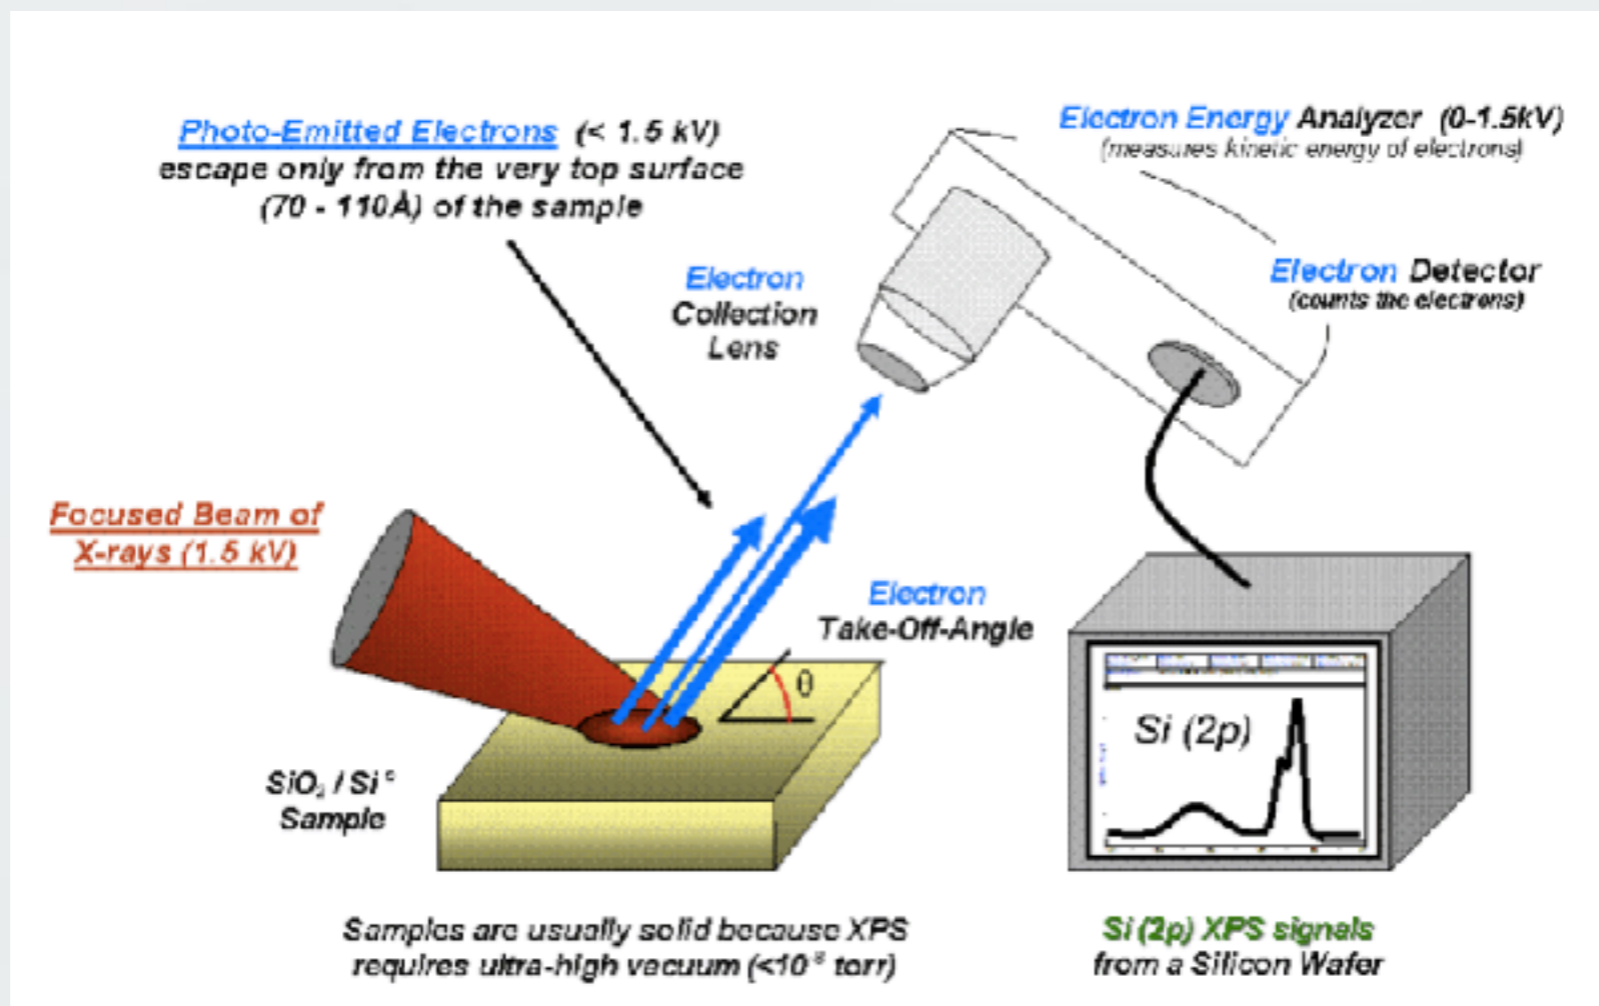 Photo-Emitted Electrons (< 1.5 kV)
escape only from the very top surface
(70 - 110Å) of the sample
Electron Energy Analyzer (0-1.5kV)
(measures kinetic energy of electrons)
Electron Detector
(counts the electrons)
Electron
Collection
Lens
Focused Beam of
X-rays (1.5 kV)
Electron
Take-Off-Angle
θ
Si (2p)
SiO₂ / Si°
Sample
Samples are usually solid because XPS
requires ultra-high vacuum (<10⁻⁸ torr)
Si (2p) XPS signals
from a Silicon Wafer